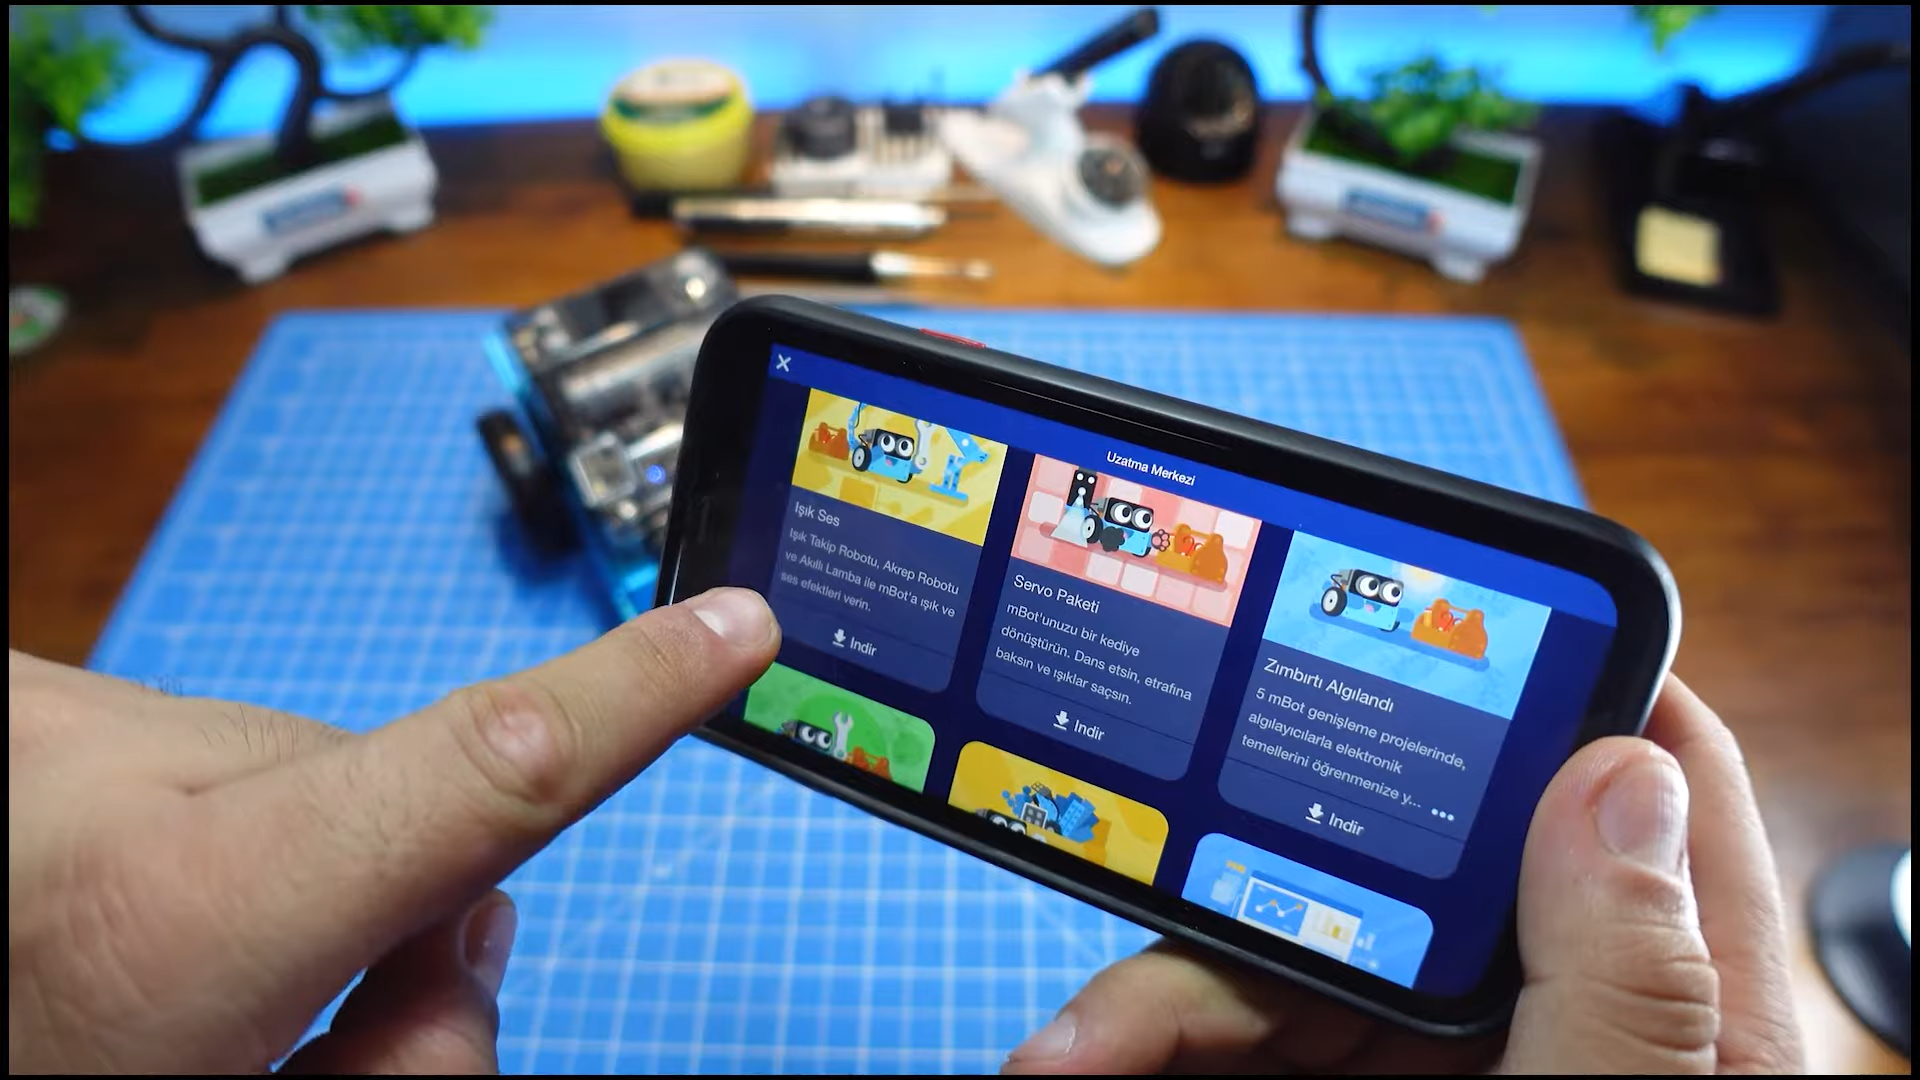 Uzatma Merkezi
Işık Ses
Işık Takip Robotu, Akrep Robotu
ve Akıllı Lamba ile mBot'a ışık ve
ses efektleri verin.
İndir
Servo Paketi
mBot'unuzu bir kediye
dönüştürün. Dans etsin, etrafına
baksın ve ışıklar saçsın.
İndir
Zımbırtı Algılandı
5 mBot genişleme projelerinde,
algılayıcılarla elektronik
temellerini öğrenmenize y...
İndir